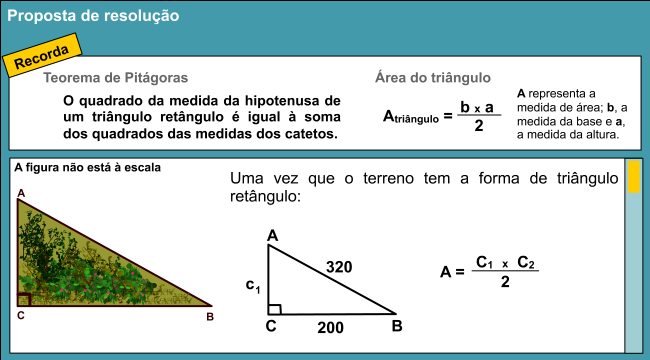 Proposta de resolução
Recorda
Teorema de Pitágoras
O quadrado da medida da hipotenusa de
um triângulo retângulo é igual à soma
dos quadrados das medidas dos catetos.
Área do triângulo
Atriângulo = b x a
2
A representa a
medida de área; b, a
medida da base e a,
a medida da altura.
A figura não está à escala
A
C
B
Uma vez que o terreno tem a forma de triângulo
retângulo:
A
320
c1
C
200
B
A = C1 x C2
2